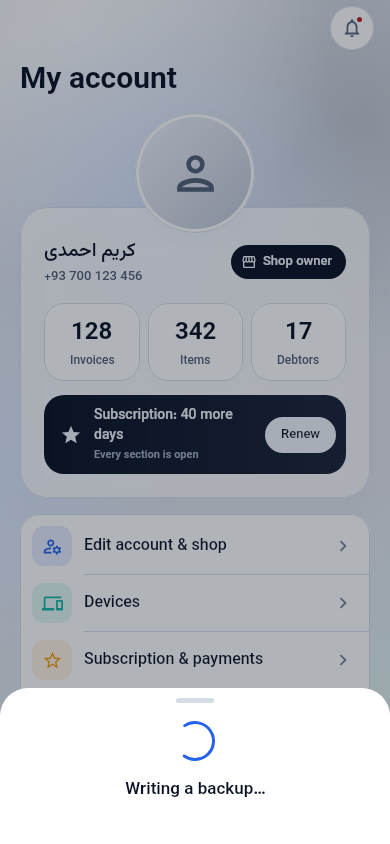 My account
کریم احمدی
+93 700 123 456
Shop owner
128
Invoices
342
Items
17
Debtors
Subscription: 40 more
days
Every section is open
Renew
Edit account & shop
Devices
Subscription & payments
Writing a backup…